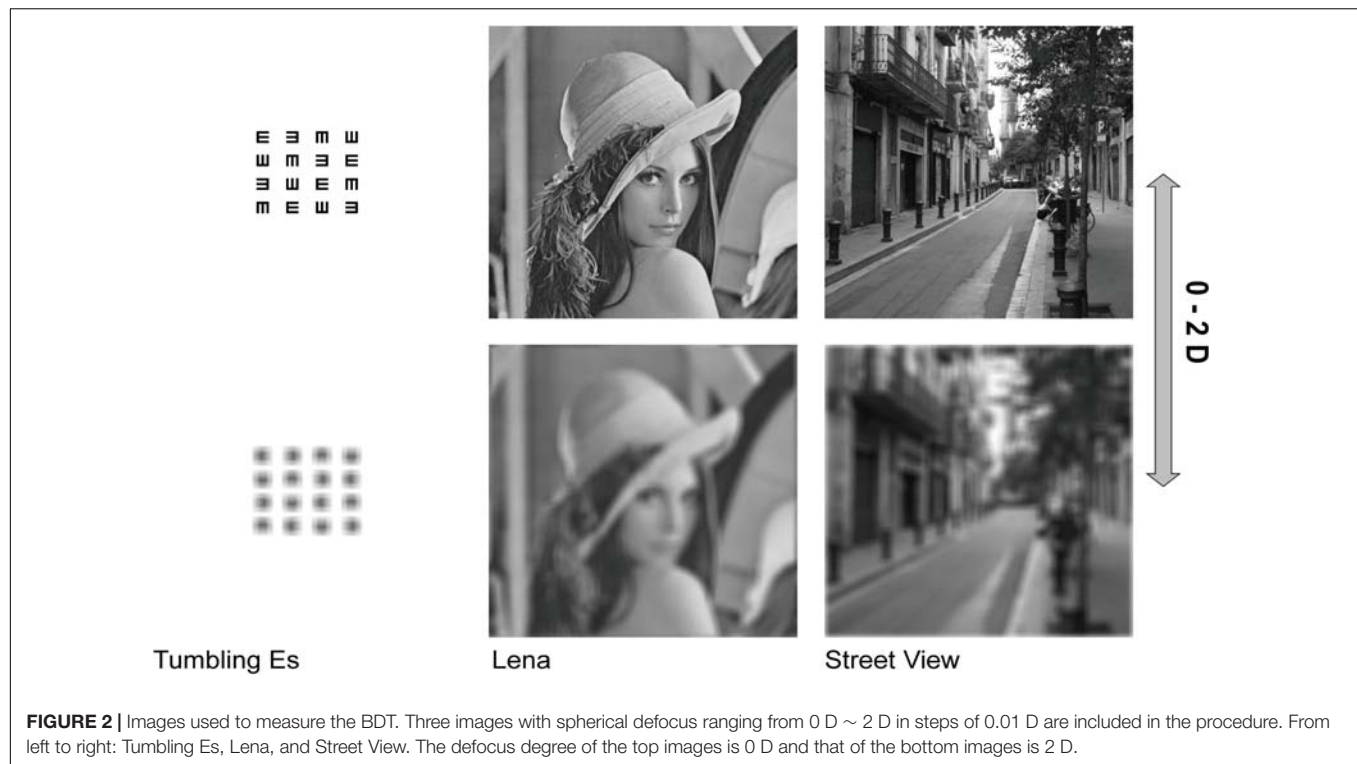 0 - 2 D
Tumbling Es
Lena
Street View
FIGURE 2 | Images used to measure the BDT. Three images with spherical defocus ranging from 0 D ∼ 2 D in steps of 0.01 D are included in the procedure. From
left to right: Tumbling Es, Lena, and Street View. The defocus degree of the top images is 0 D and that of the bottom images is 2 D.